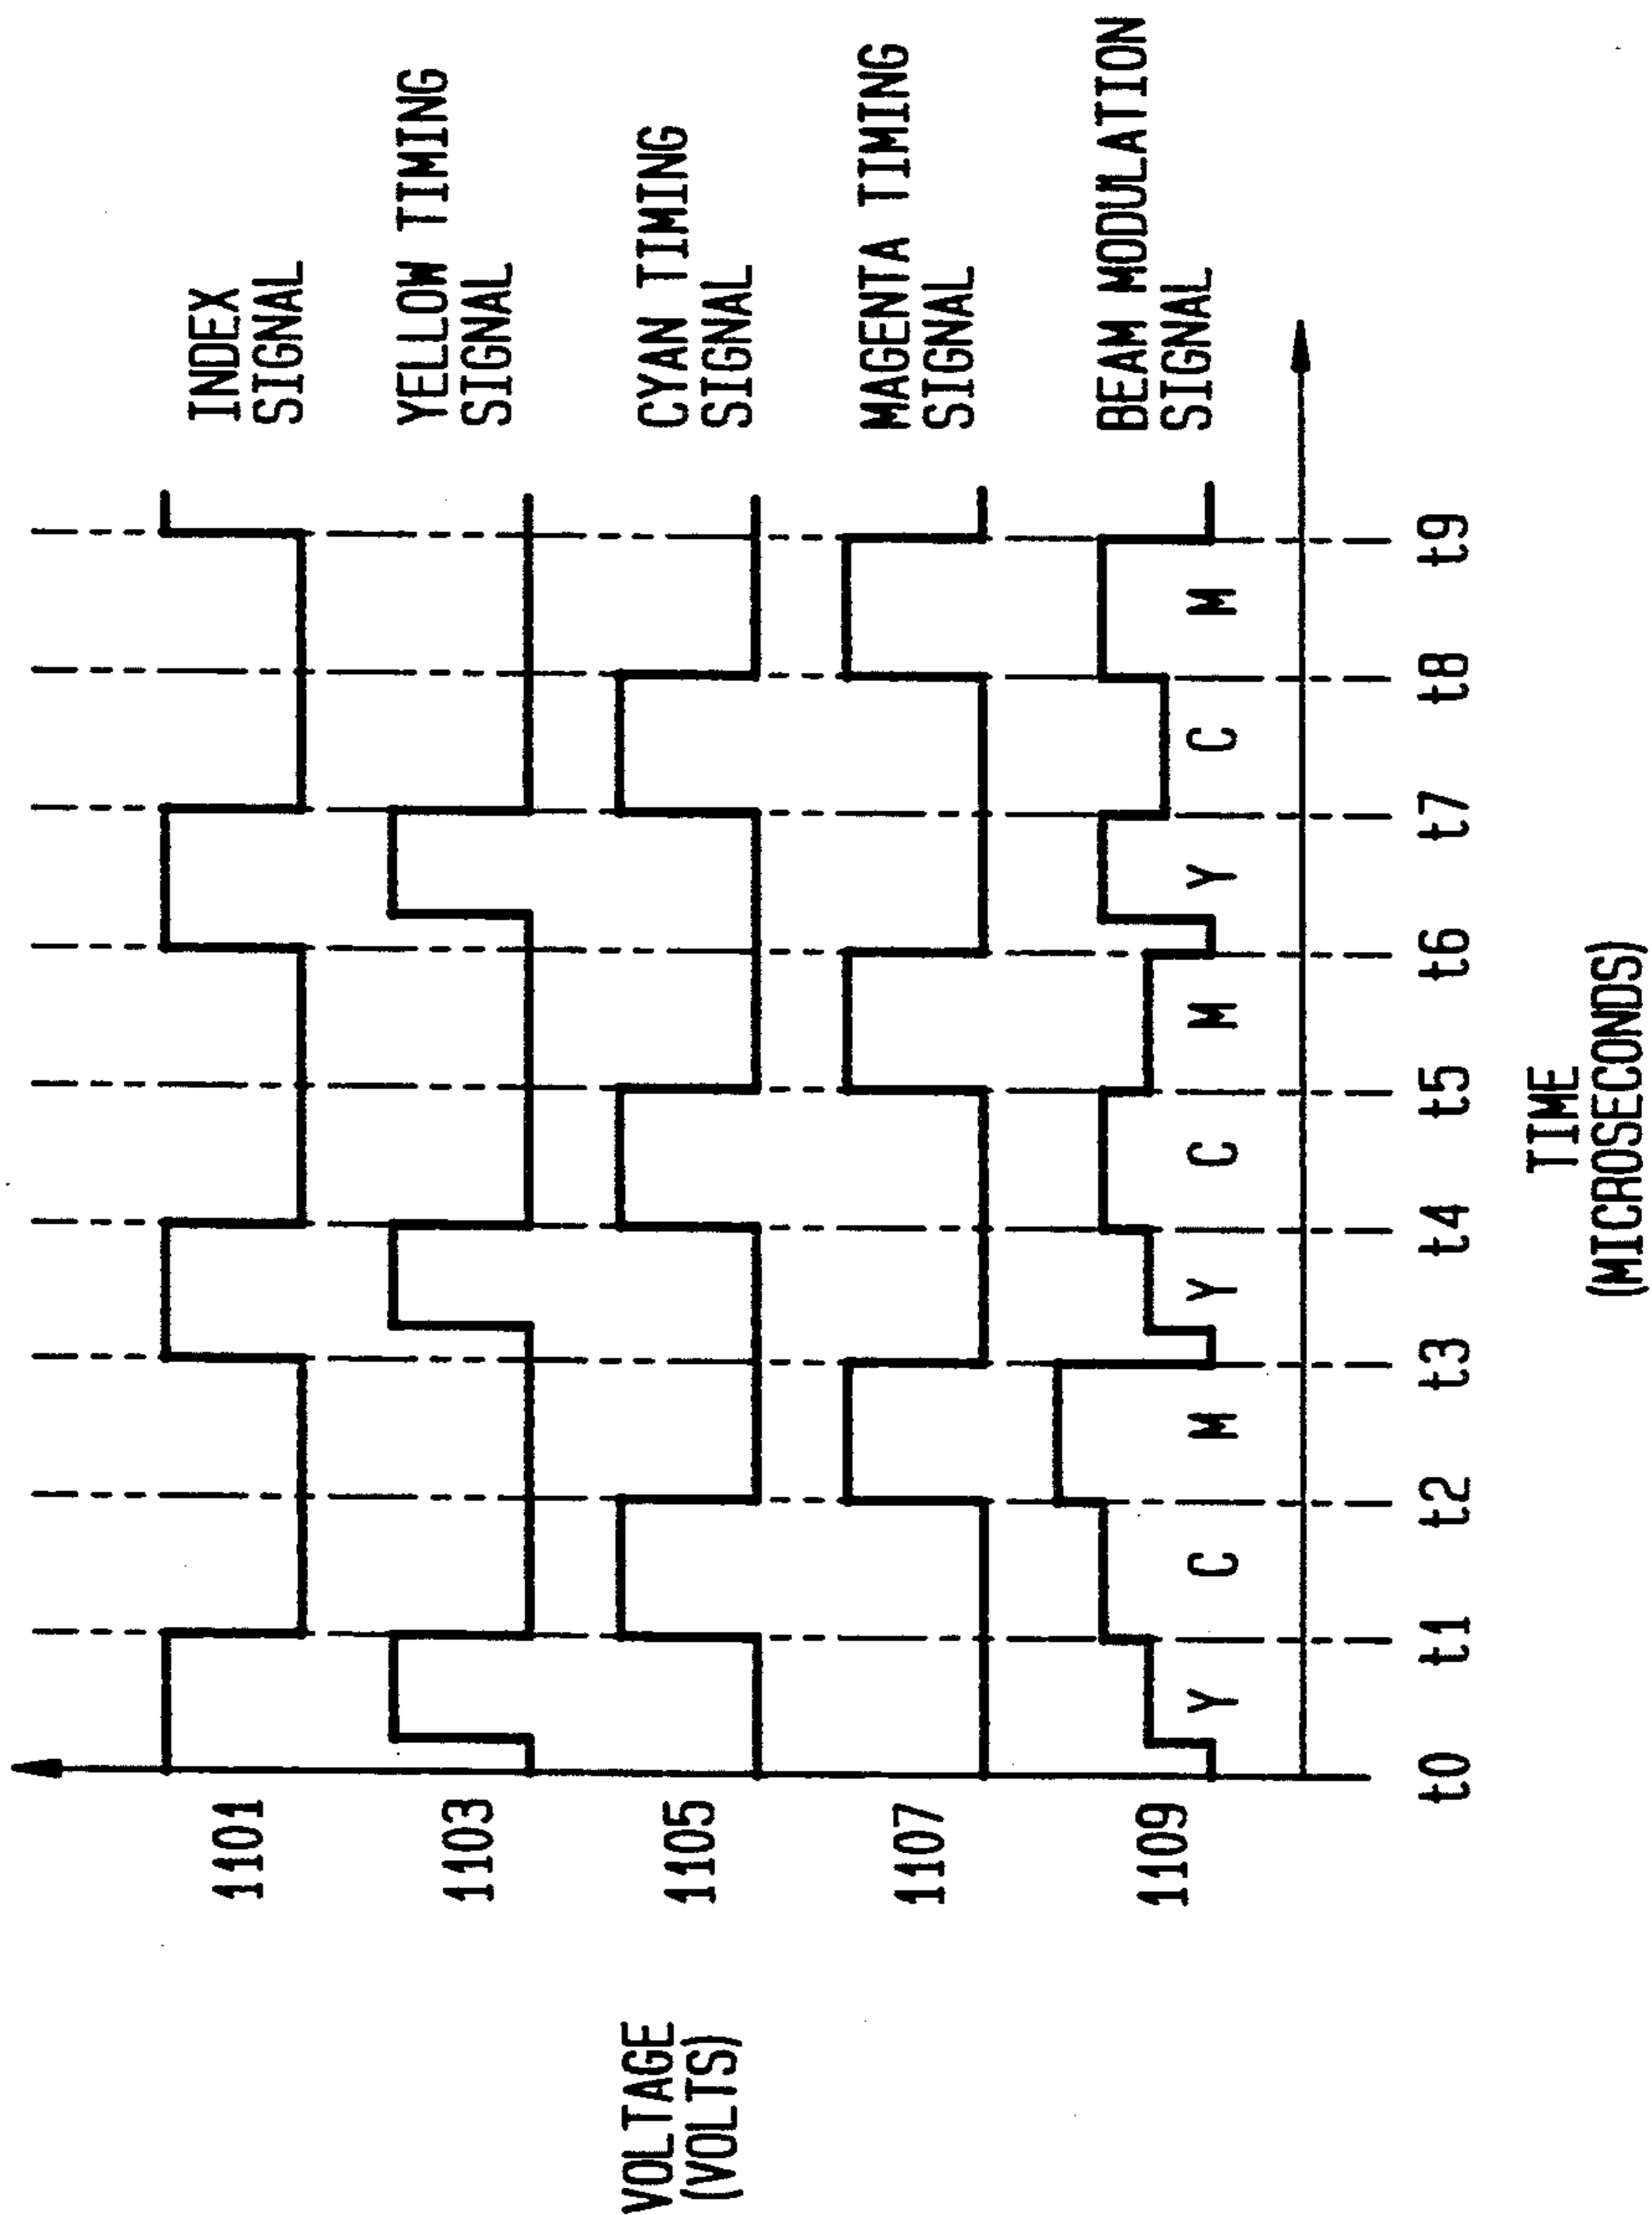 VOLTAGE
(VOLTS)
1101
INDEX
SIGNAL
1103
YELLOW TIMING
SIGNAL
1105
CYAN TIMING
SIGNAL
1107
MAGENTA TIMING
SIGNAL
1109
Y C M Y C M Y C M
BEAM MODULATION
SIGNAL
t0 t1 t2 t3 t4 t5 t6 t7 t8 t9
TIME
(MICROSECONDS)